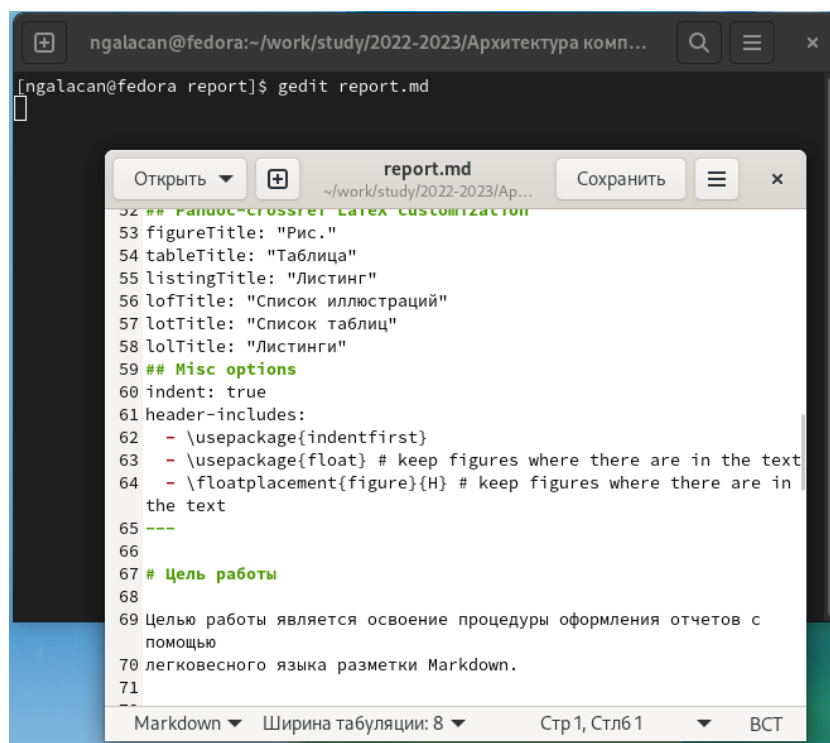 ngalacan@fedora:~/work/study/2022-2023/Архитектура комп...
[ngalacan@fedora report]$ gedit report.md
Открыть
report.md
~/work/study/2022-2023/Ар...
Сохранить
52 ## Pandoc-crossref LaTeX customization
53 figureTitle: "Рис."
54 tableTitle: "Таблица"
55 listingTitle: "Листинг"
56 lofTitle: "Список иллюстраций"
57 lotTitle: "Список таблиц"
58 lolTitle: "Листинги"
59 ## Misc options
60 indent: true
61 header-includes:
62   - \usepackage{indentfirst}
63   - \usepackage{float} # keep figures where there are in the text
64   - \floatplacement{figure}{H} # keep figures where there are in
the text
65 ---
66
67 # Цель работы
68
69 Целью работы является освоение процедуры оформления отчетов с
помощью
70 легковесного языка разметки Markdown.
71
Markdown Ширина табуляции: 8 Стр 1, Стлб 1 ВСТ